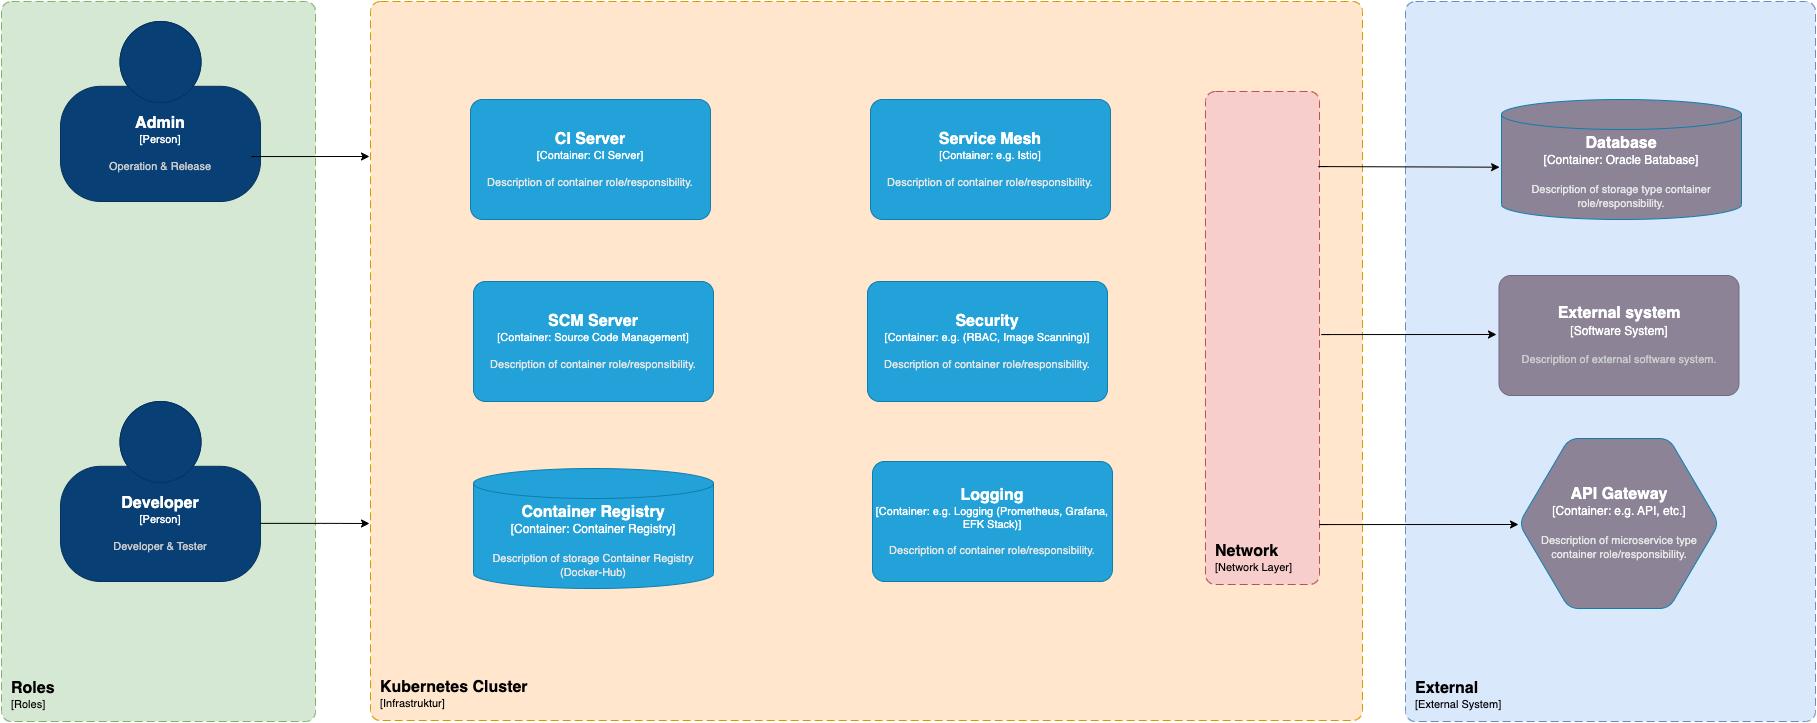 Admin
[Person]
Operation & Release
Developer
[Person]
Developer & Tester
Roles
[Roles]
CI Server
[Container: CI Server]
Description of container role/responsibility.
Service Mesh
[Container: e.g. Istio]
Description of container role/responsibility.
SCM Server
[Container: Source Code Management]
Description of container role/responsibility.
Security
[Container: e.g. (RBAC, Image Scanning)]
Description of container role/responsibility.
Container Registry
[Container: Container Registry]
Description of storage Container Registry
(Docker-Hub)
Logging
[Container: e.g. Logging (Prometheus, Grafana,
EFK Stack)]
Description of container role/responsibility.
Network
[Network Layer]
Kubernetes Cluster
[Infrastruktur]
Database
[Container: Oracle Batabase]
Description of storage type container
role/responsibility.
External system
[Software System]
Description of external software system.
API Gateway
[Container: e.g. API, etc.]
Description of microservice type
container role/responsibility.
External
[External System]